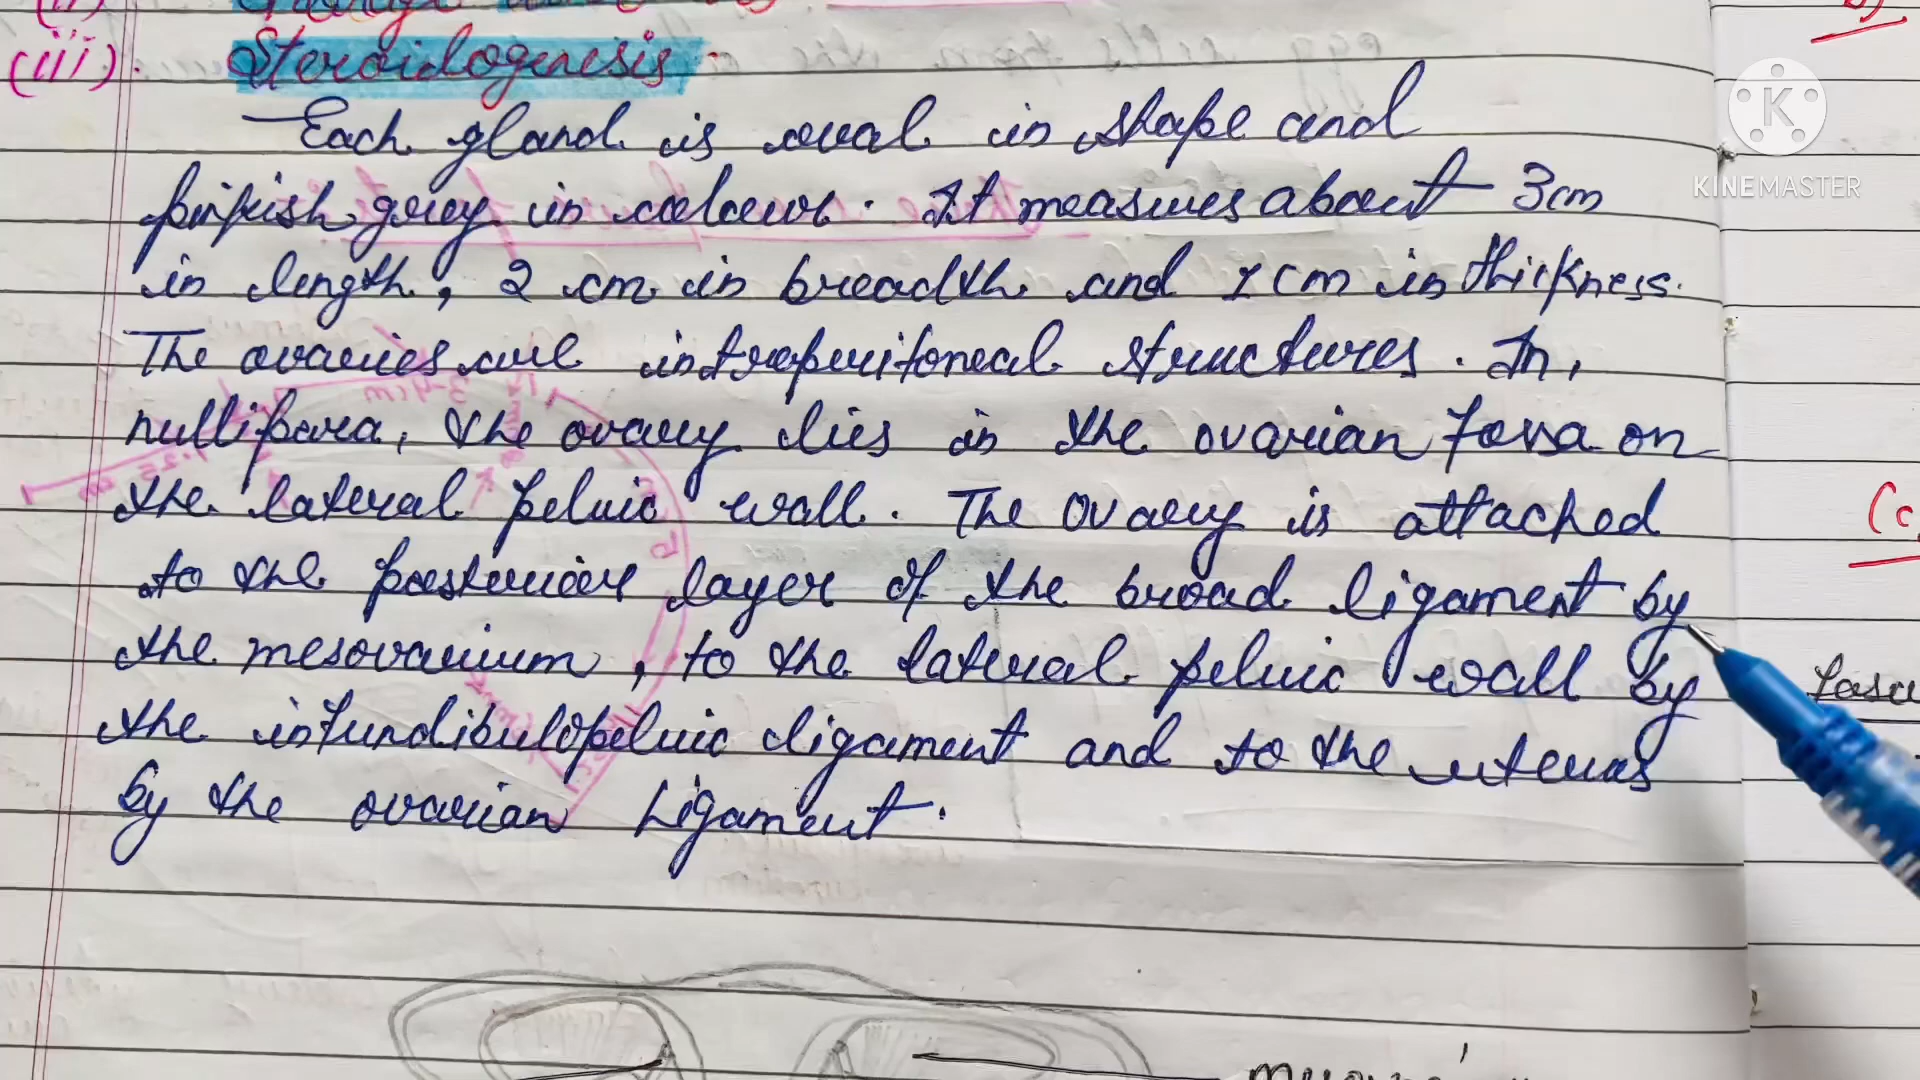 (iii). Steroidogenesis
Each gland is oval in shape and
pinkish grey in colour. It measures about 3cm
in length, 2 cm in breadth and 1 cm in thickness.
The ovaries are intraperitoneal structures. In,
nullipara, the ovary lies in the ovarian fossa on
the lateral pelvic wall. The ovary is attached
to the posterior layer of the broad ligament by
the mesovarium, to the lateral pelvic wall by
the infundibulopelvic ligament and to the uterus
by the ovarian Ligament.
K
KINEMASTER
(c